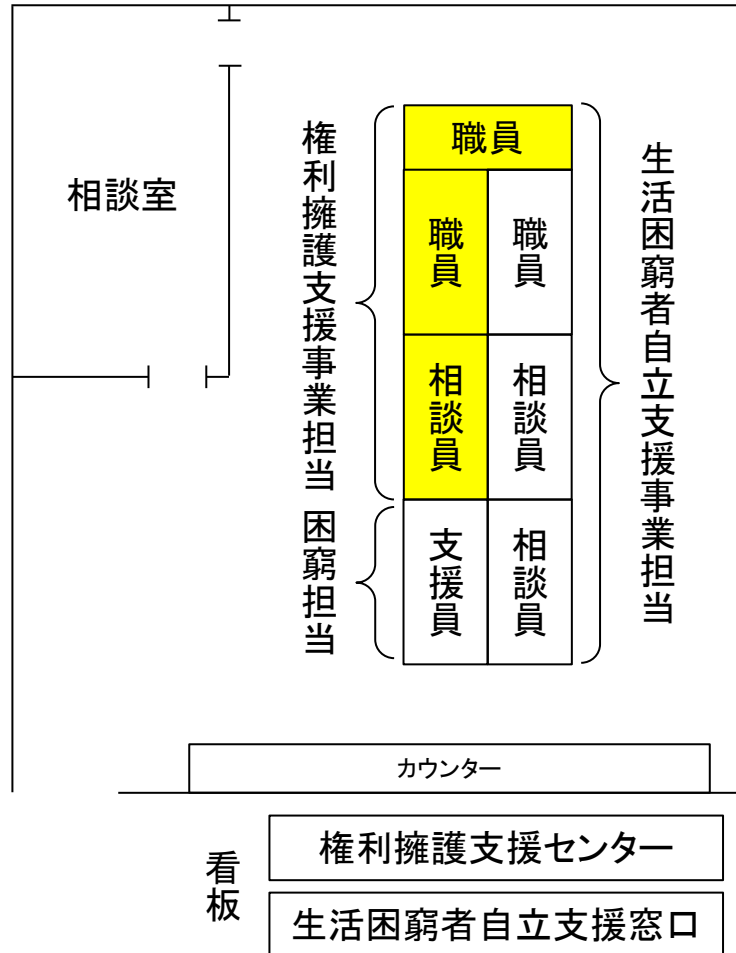 相談室
権利擁護支援事業担当
困窮担当
職員
職員
職員
相談員
相談員
支援員
相談員
生活困窮者自立支援事業担当
カウンター
看板
権利擁護支援センター
生活困窮者自立支援窓口